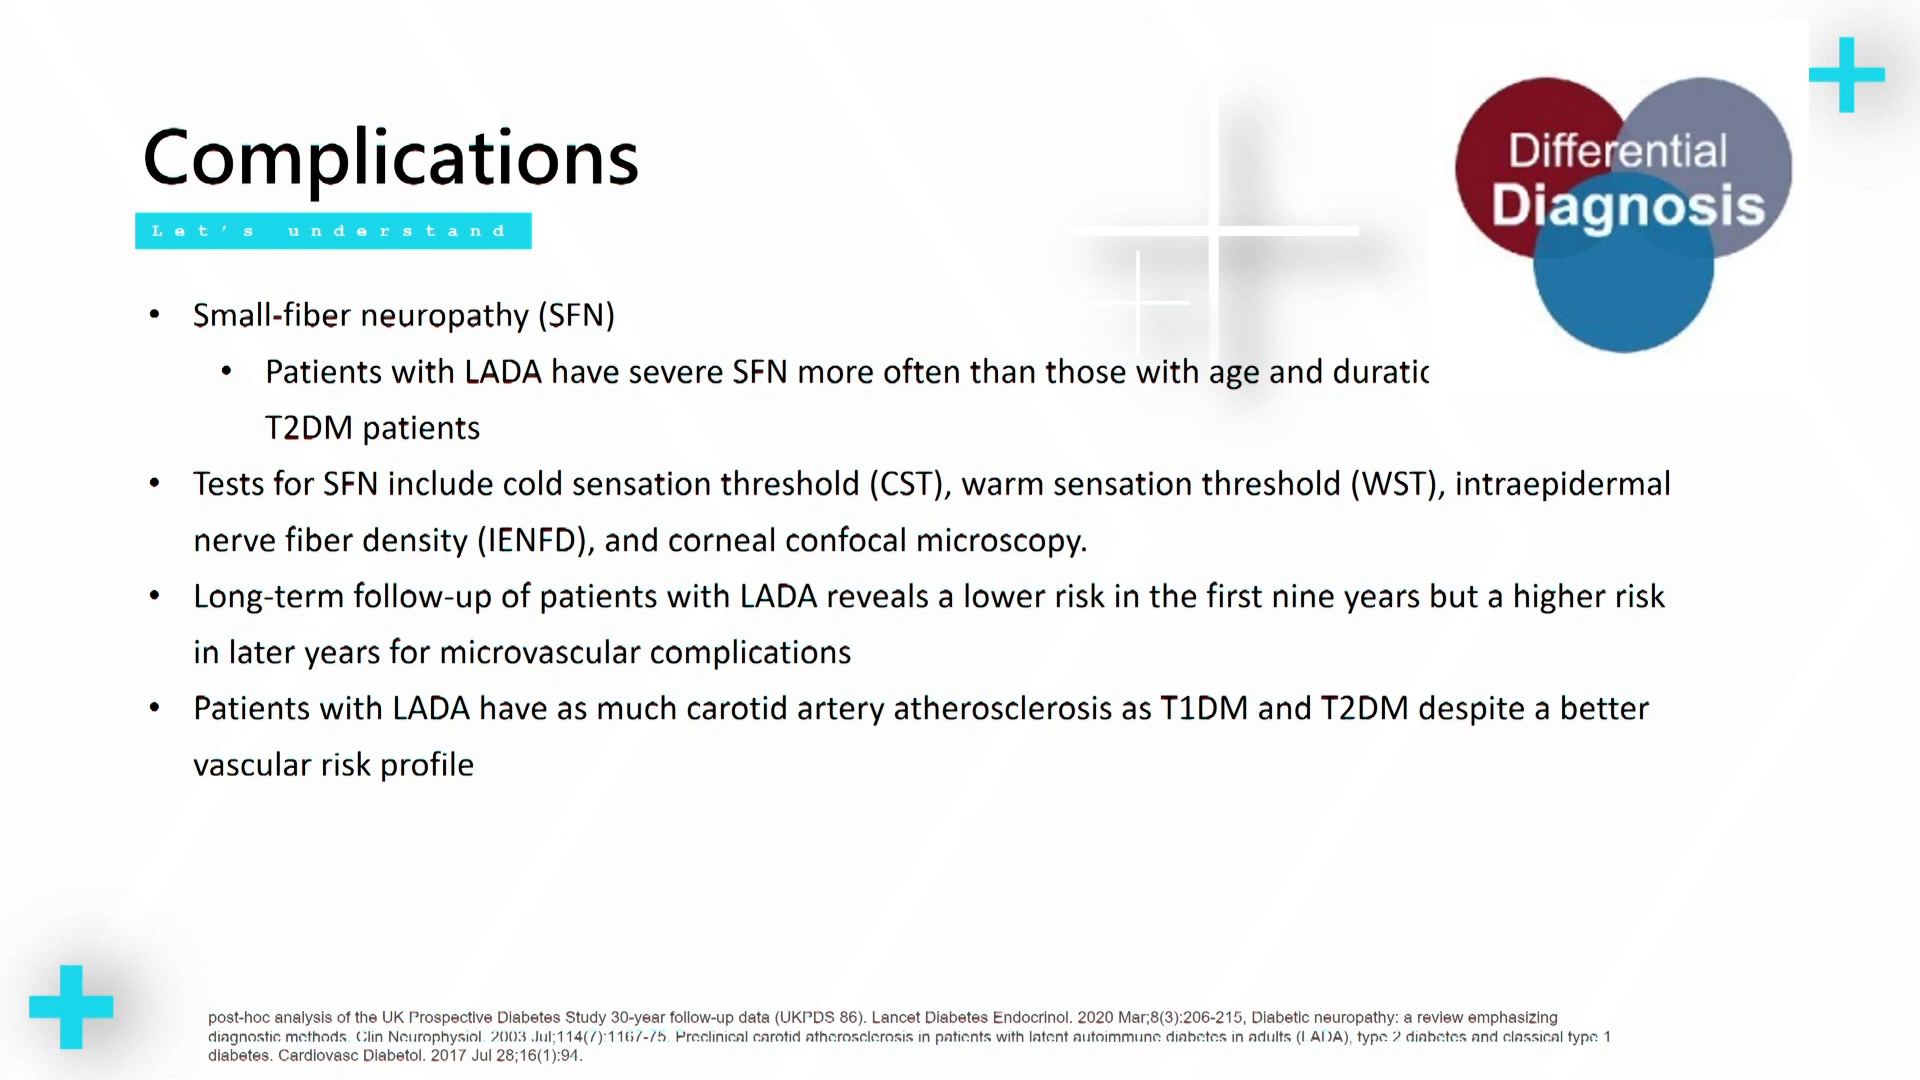 Complications
Let's understand
Differential
Diagnosis
• Small-fiber neuropathy (SFN)
• Patients with LADA have severe SFN more often than those with age and
T2DM patients
• Tests for SFN include cold sensation threshold (CST), warm sensation threshold (WST), intraepidermal
nerve fiber density (IENFD), and corneal confocal microscopy.
• Long-term follow-up of patients with LADA reveals a lower risk in the first nine years but a higher risk
in later years for microvascular complications
• Patients with LADA have as much carotid artery atherosclerosis as T1DM and T2DM despite a better
vascular risk profile
post-hoc analysis of the UK Prospective Diabetes Study 30-year follow-up data (UKPDS 86). Lancet Diabetes Endocrinol. 2020 Mar;8(3):206-215, Diabetic neuropathy: a review emphasizing
diagnostic methods. Clin Neurophysiol. 2003 Jul;114(7):1167-75. Preclinical carotid atherosclerosis in patients with latent autoimmune diabetes in adults (LADA), type 2 diabetes and classical type 1
diabetes. Cardiovasc Diabetol. 2017 Jul 28;16(1):94.